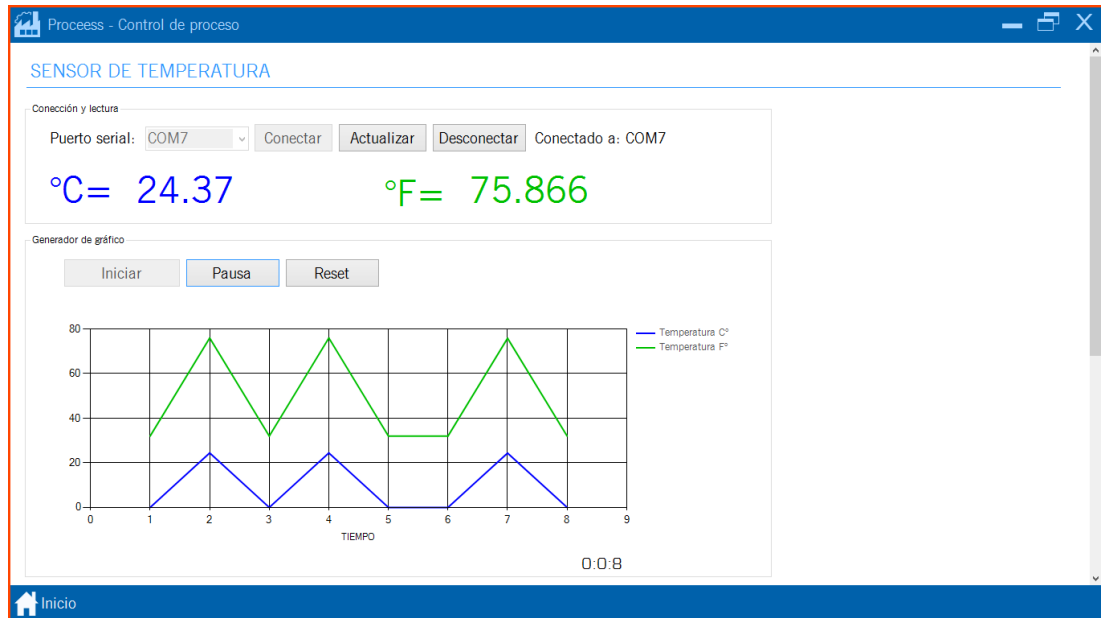 Proceess - Control de proceso
SENSOR DE TEMPERATURA
Conección y lectura
Puerto serial: COM7 Conectar Actualizar Desconectar Conectado a: COM7
°C= 24.37 °F= 75.866
Generador de gráfico
Iniciar Pausa Reset
80
60
40
20
0
0 1 2 3 4 5 6 7 8 9
TIEMPO
Temperatura C°
Temperatura F°
0:0:8
Inicio